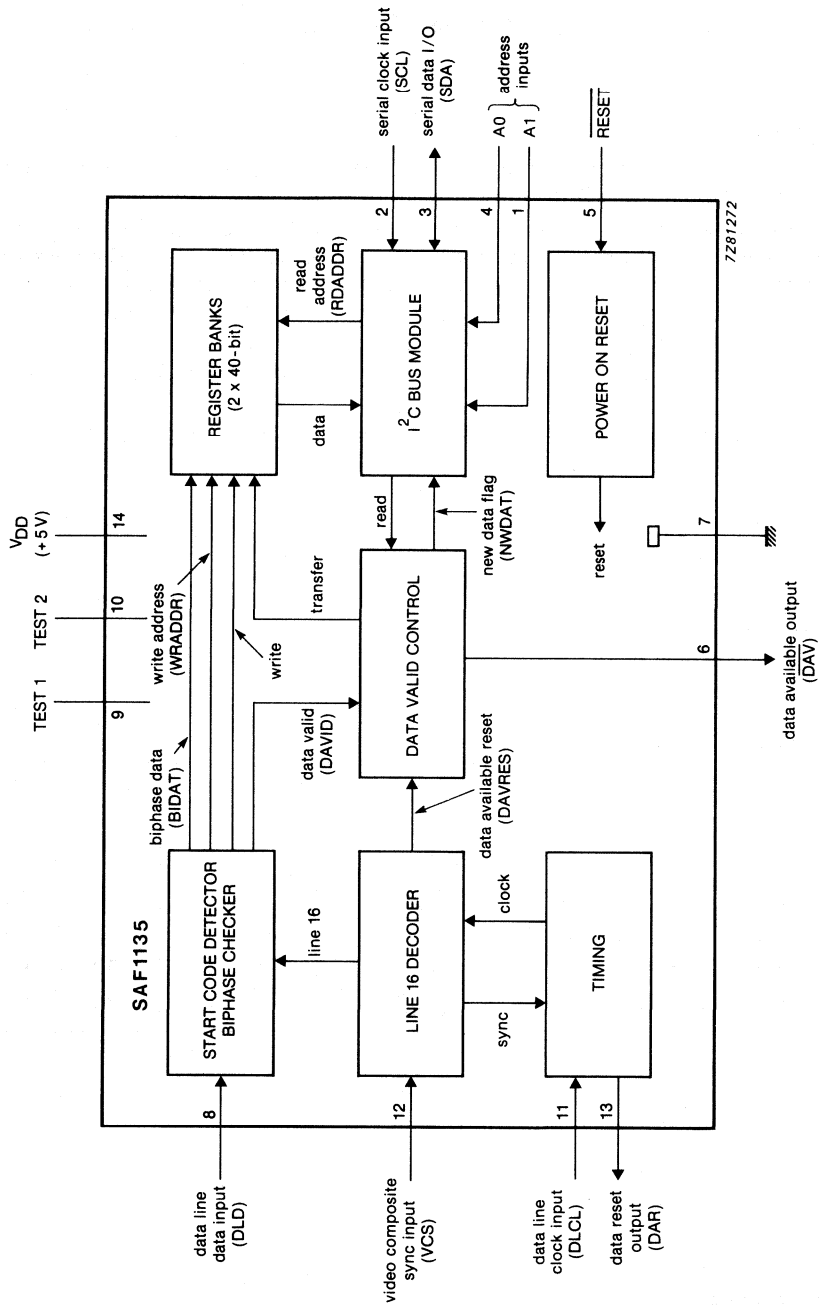 SAF1135
TEST 1
9
TEST 2
10
VDD
(+5V)
14
data line
data input
(DLD)
8
START CODE DETECTOR
BIPHASE CHECKER
biphase data
(BIDAT)
write address
(WRADDR)
write
REGISTER BANKS
(2 x 40-bit)
line 16
data valid
(DAVID)
transfer
data
read
address
(RDADDR)
video composite
sync input
(VCS)
12
LINE 16 DECODER
data available reset
(DAVRES)
DATA VALID CONTROL
read
new data flag
(NWDAT)
I²C BUS MODULE
2
serial clock input
(SCL)
3
serial data I/O
(SDA)
4
A0
1
A1
address
inputs
sync
clock
data line
clock input
(DLCL)
11
data reset
output
(DAR)
13
TIMING
reset
POWER ON RESET
5
RESET
6
data available output
(DAV)
7
7Z81272